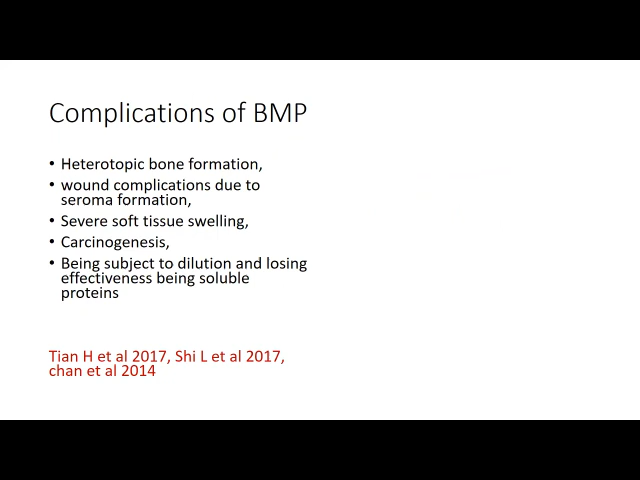 Complications of BMP
• Heterotopic bone formation,
• wound complications due to
seroma formation,
• Severe soft tissue swelling,
• Carcinogenesis,
• Being subject to dilution and losing
effectiveness being soluble
proteins
Tian H et al 2017, Shi L et al 2017,
chan et al 2014